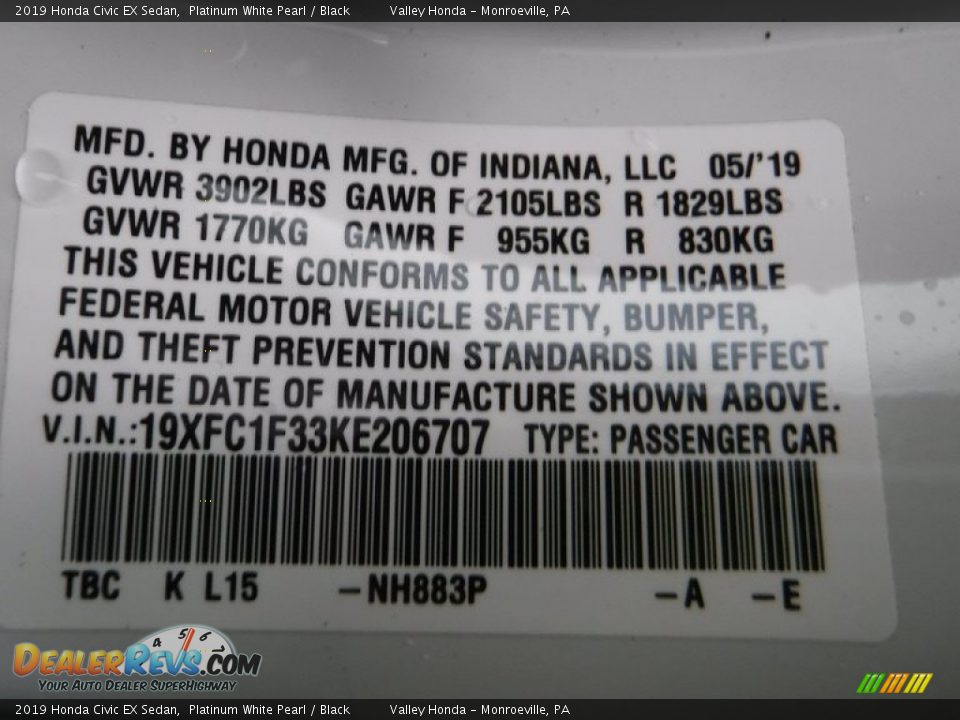 2019 Honda Civic EX Sedan, Platinum White Pearl / Black Valley Honda - Monroeville, PA
MFD. BY HONDA MFG. OF INDIANA, LLC 05/'19
GVWR 3902LBS GAWR F 2105LBS R 1829LBS
GVWR 1770KG GAWR F 955KG R 830KG
THIS VEHICLE CONFORMS TO ALL APPLICABLE
FEDERAL MOTOR VEHICLE SAFETY, BUMPER,
AND THEFT PREVENTION STANDARDS IN EFFECT
ON THE DATE OF MANUFACTURE SHOWN ABOVE.
V.I.N.:19XFC1F33KE206707 TYPE: PASSENGER CAR
TBC K L15 -NH883P -A -E
4 5 6 7
DEALERREVS.COM
YOUR AUTO DEALER SUPERHIGHWAY
2019 Honda Civic EX Sedan, Platinum White Pearl / Black Valley Honda - Monroeville, PA